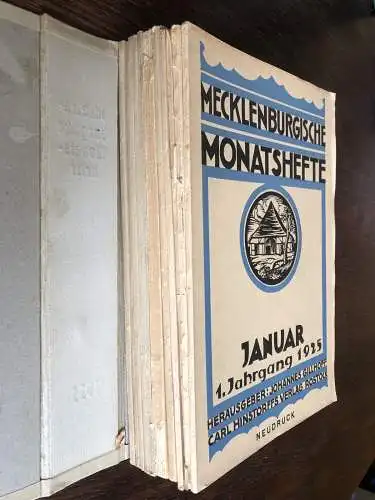 MECKLENBURGISCHE
MONATSHEFTE
JANUAR
1. Jahrgang 1925
HERAUSGEBER: JOHANNES GILLHOFF
CARL HINSTORFFS VERLAG ROSTOCK
NEUDRUCK